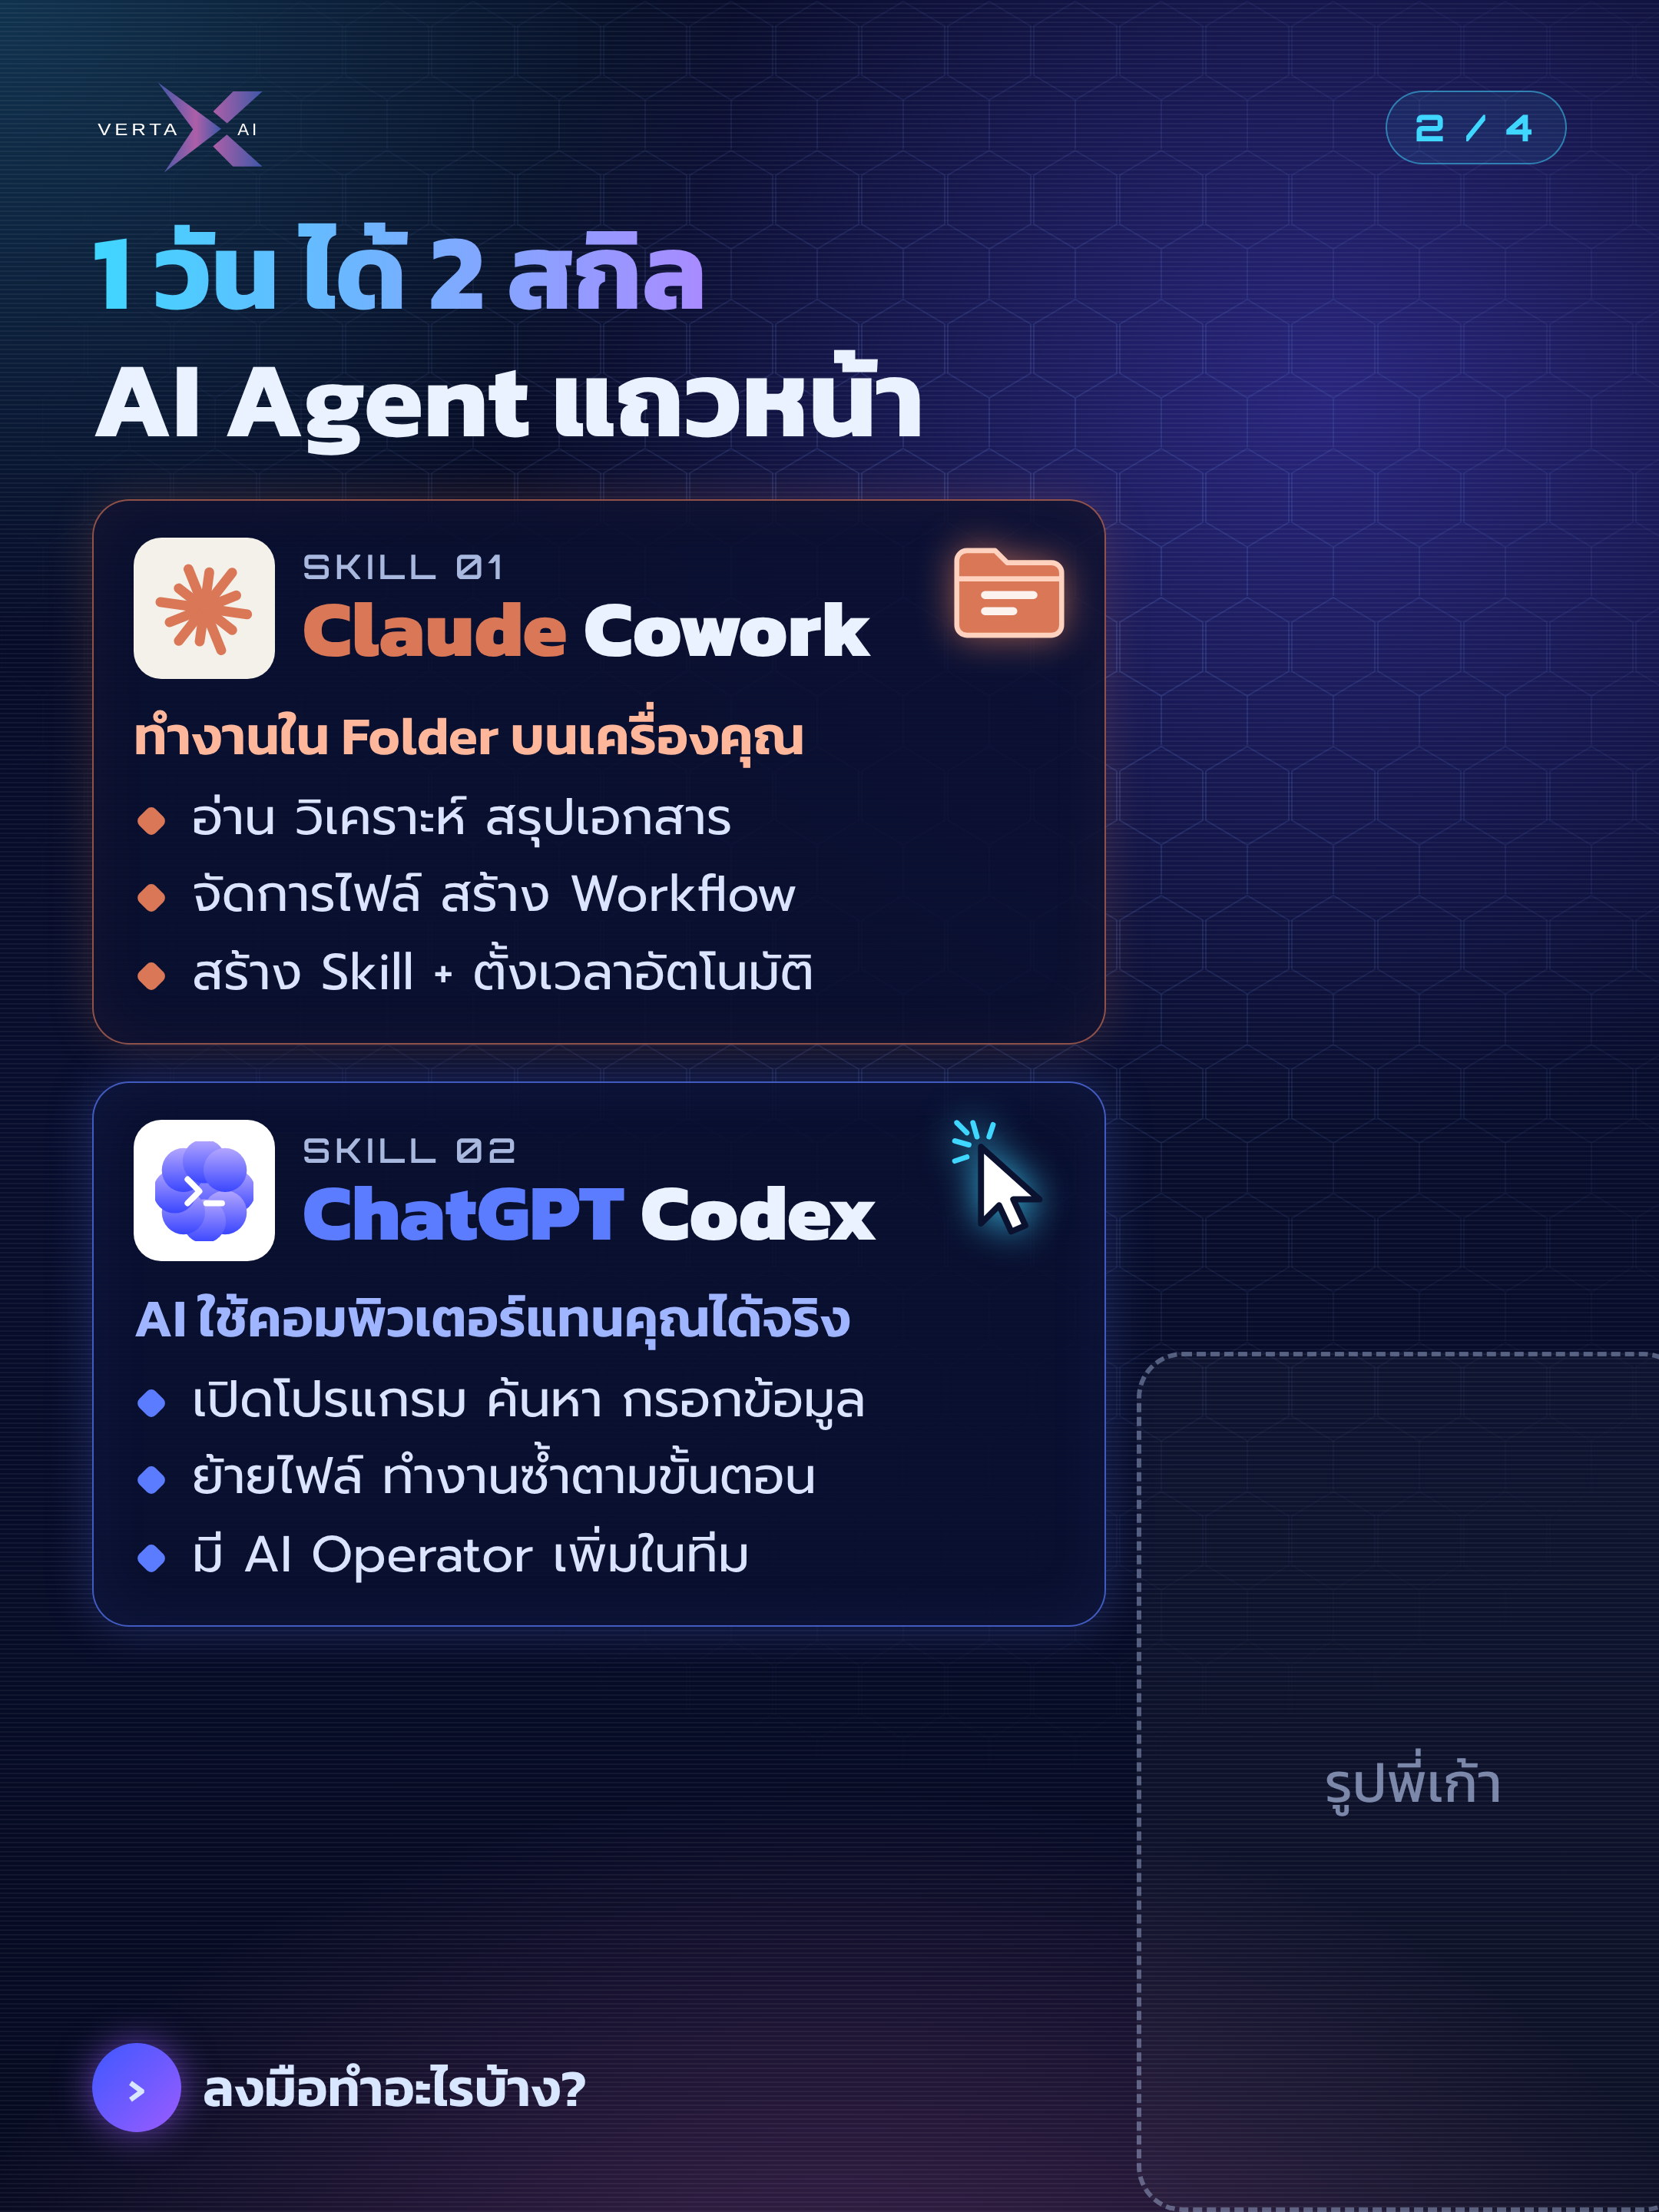 VERTA X AI
2 / 4
1 วัน ได้ 2 สกิล
AI Agent แถวหน้า
SKILL 01
Claude Cowork
ทำงานใน Folder บนเครื่องคุณ
อ่าน วิเคราะห์ สรุปเอกสาร
จัดการไฟล์ สร้าง Workflow
สร้าง Skill + ตั้งเวลาอัตโนมัติ
SKILL 02
ChatGPT Codex
AI ใช้คอมพิวเตอร์แทนคุณได้จริง
เปิดโปรแกรม ค้นหา กรอกข้อมูล
ย้ายไฟล์ ทำงานซ้ำตามขั้นตอน
มี AI Operator เพิ่มในทีม
รูปพี่เก้า
ลงมือทำอะไรบ้าง?